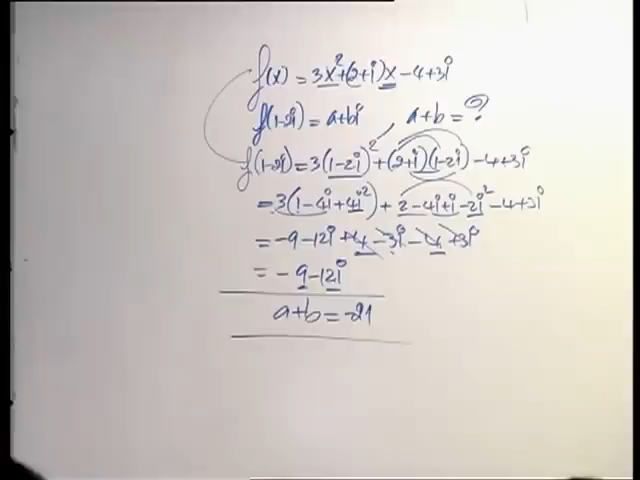 f(x) = 3x²+(2+i)x-4+3i
f(1-2i) = a+bi , a+b = ?
f(1-2i) = 3(1-2i)²+(2+i)(1-2i)-4+3i
= 3(1-4i+4i²)+2-4i+i-2i²-4+3i
= -9-12i+4-3i-4+3i
= -9-12i
a+b = -21